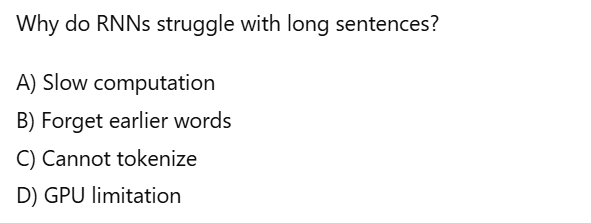 Why do RNNs struggle with long sentences?
A) Slow computation
B) Forget earlier words
C) Cannot tokenize
D) GPU limitation